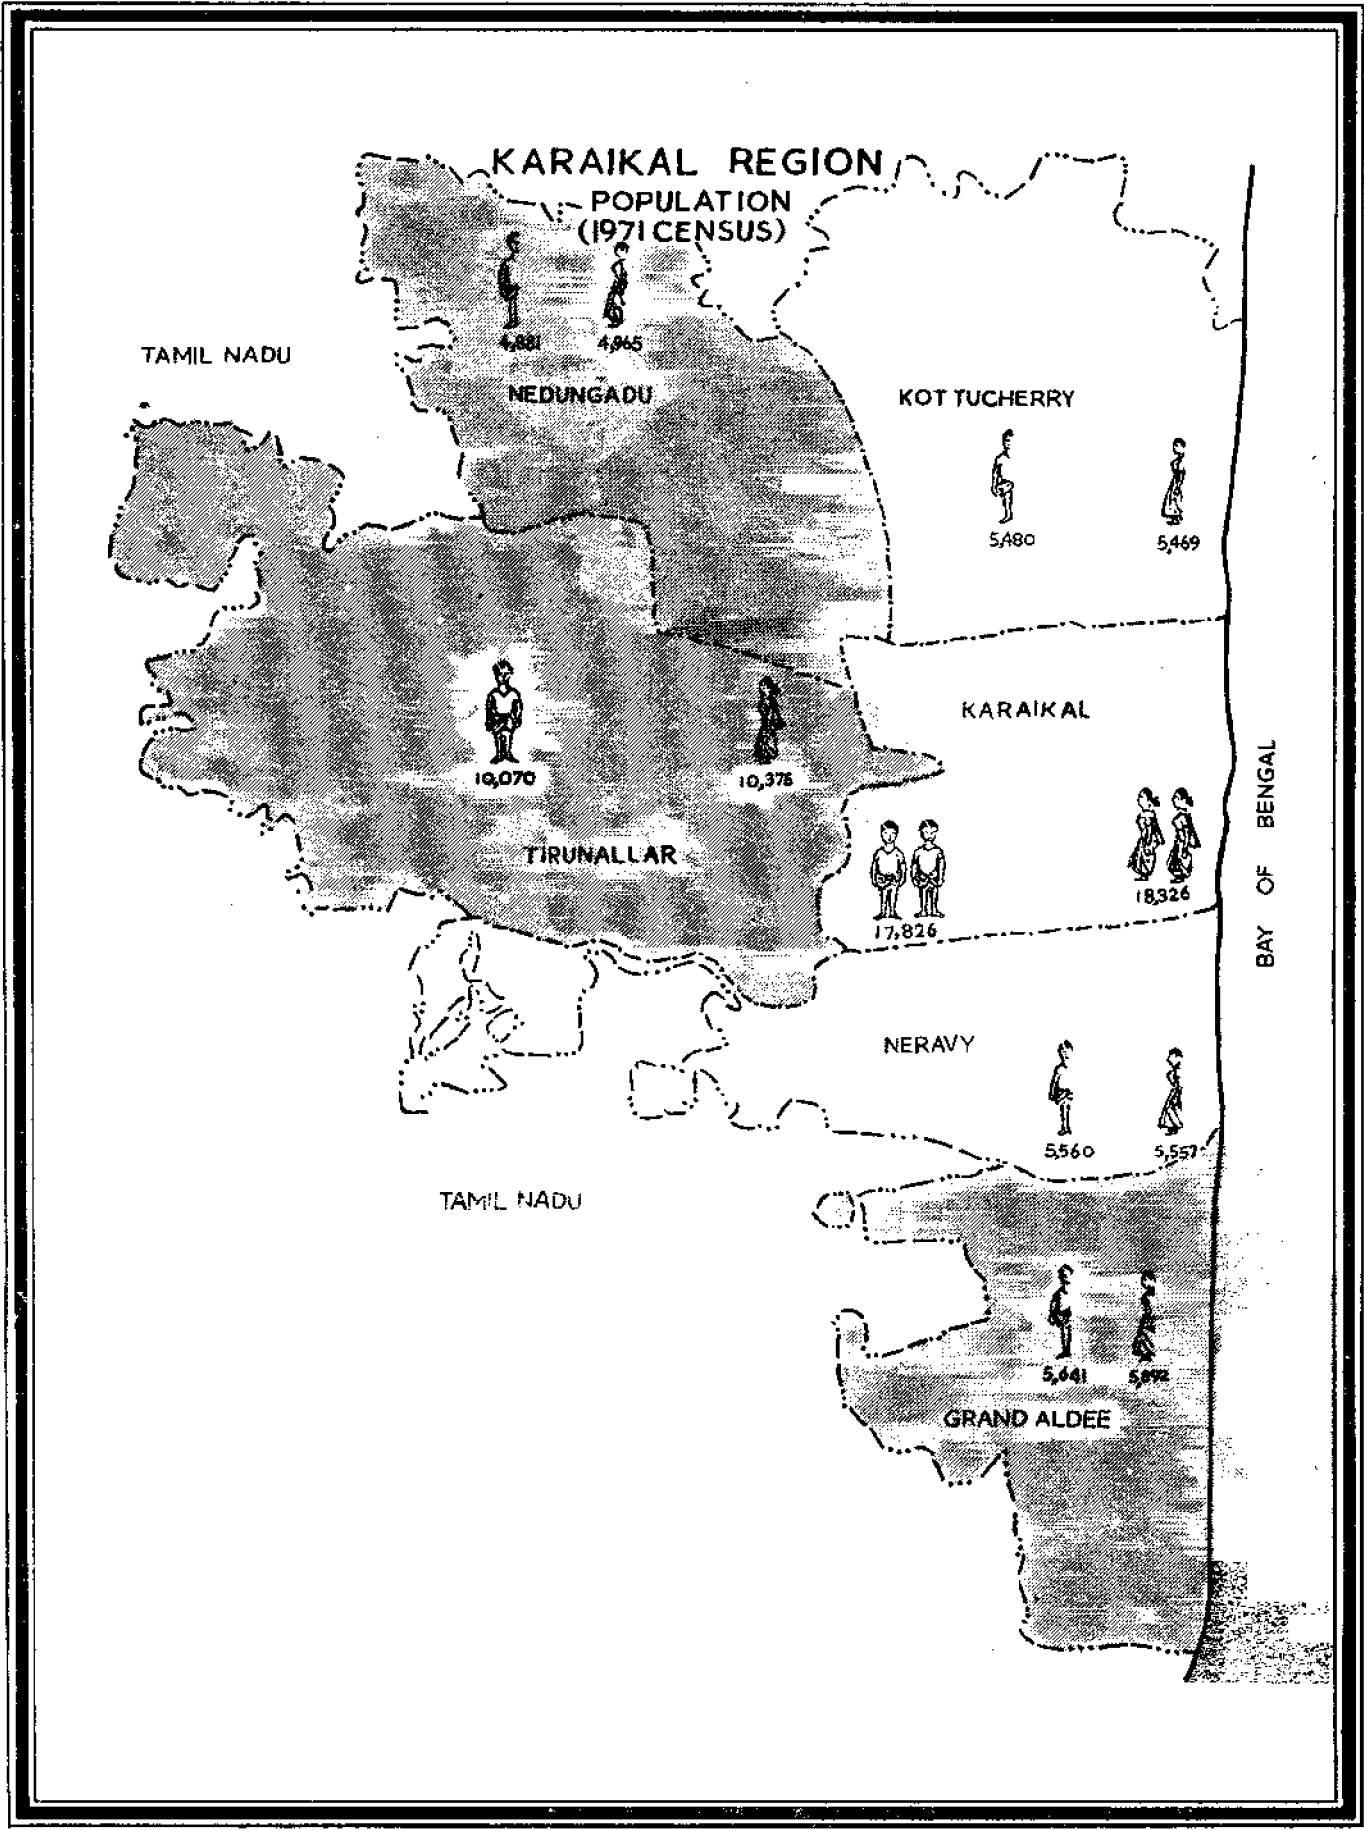 KARAIKAL REGION
POPULATION
(1971 CENSUS)
4,881 4,965
TAMIL NADU
NEDUNGADU
KOTTUCHERRY
5,480 5,469
KARAIKAL
10,070
TIRUNALLAR
BAY OF BENGAL
17,826 18,326
NERAVY
5,560 5,557
TAMIL NADU
5,641
GRAND ALDEE